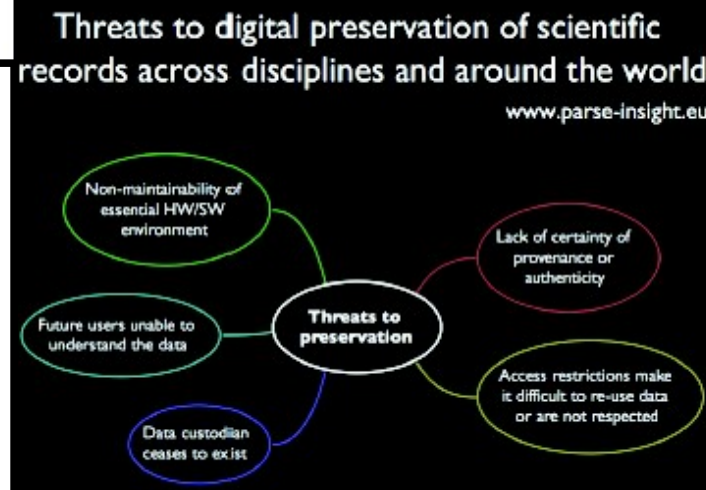 Threats to digital preservation of scientific
records across disciplines and around the world
www.parse-insight.eu
Non-maintainability of
essential HW/SW
environment
Lack of certainty of
provenance or
authenticity
Threats to
preservation
Future users unable to
understand the data
Access restrictions make
it difficult to re-use data
or are not respected
Data custodian
ceases to exist